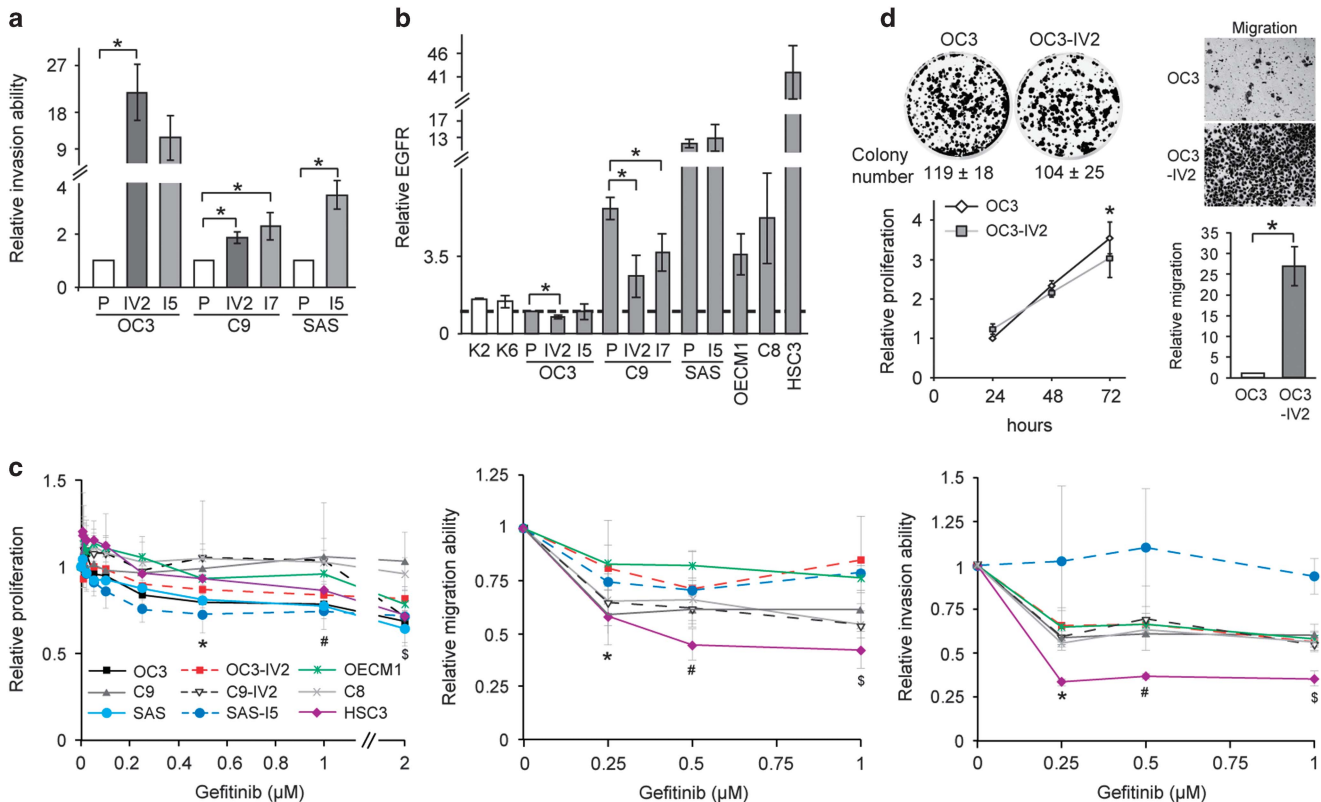 a
Relative invasion ability
27
18
9
4
2
0
*
*
*
*
P IV2 I5 P IV2 I7 P I5
OC3 C9 SAS
b
Relative EGFR
46
41
17
13
3.5
0
*
*
*
K2 K6 P IV2 I5 P IV2 I7 P I5 OECM1 C8 HSC3
OC3 C9 SAS
d
OC3 OC3-IV2
Colony number 119 ± 18 104 ± 25
Migration
OC3
OC3
-IV2
Relative proliferation
5
4
3
2
1
0
OC3
OC3-IV2
*
0 24 48 72
hours
Relative migration
35
30
25
20
15
10
5
0
*
OC3 OC3
-IV2
c
Relative proliferation
1.5
1
0.5
0
* # $
OC3 OC3-IV2 OECM1
C9 C9-IV2 C8
SAS SAS-I5 HSC3
0 0.2 0.4 0.6 0.8 1 2
Gefitinib (µM)
Relative migration ability
1.25
1
0.75
0.5
0.25
0
* # $
0 0.25 0.5 0.75 1
Gefitinib (µM)
Relative invasion ability
1.5
1.25
1
0.75
0.5
0.25
0
* # $
0 0.25 0.5 0.75 1
Gefitinib (µM)